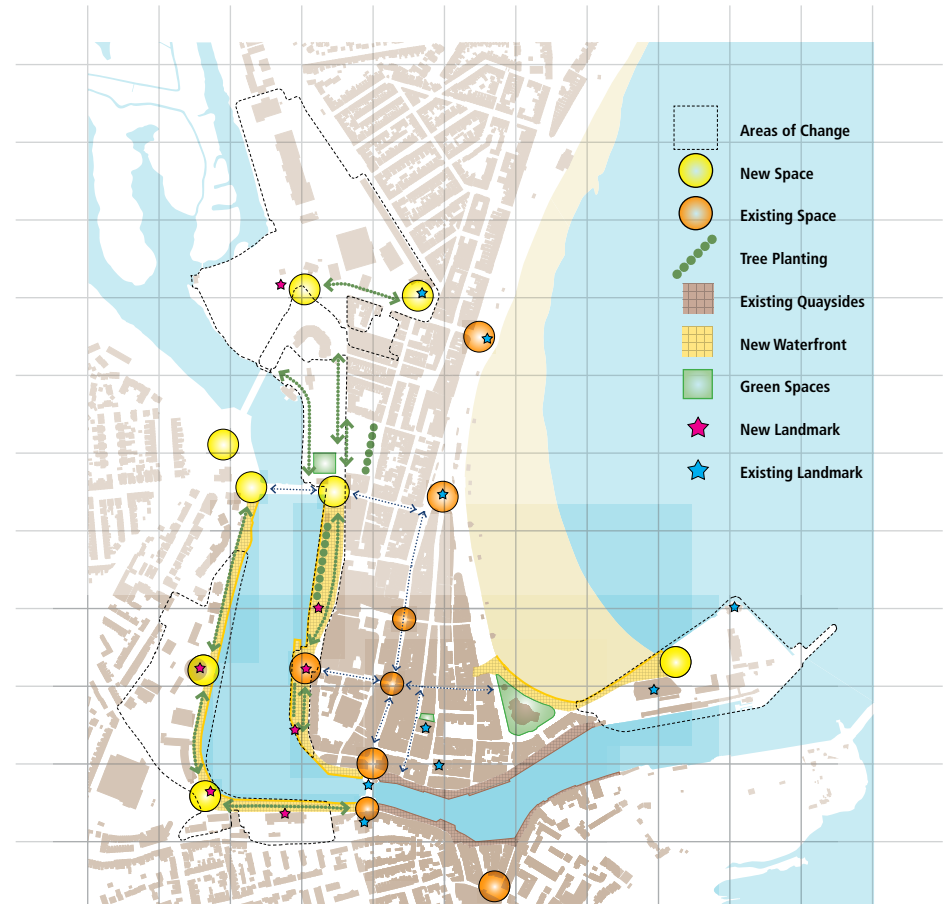 Areas of Change
New Space
Existing Space
Tree Planting
Existing Quaysides
New Waterfront
Green Spaces
New Landmark
Existing Landmark